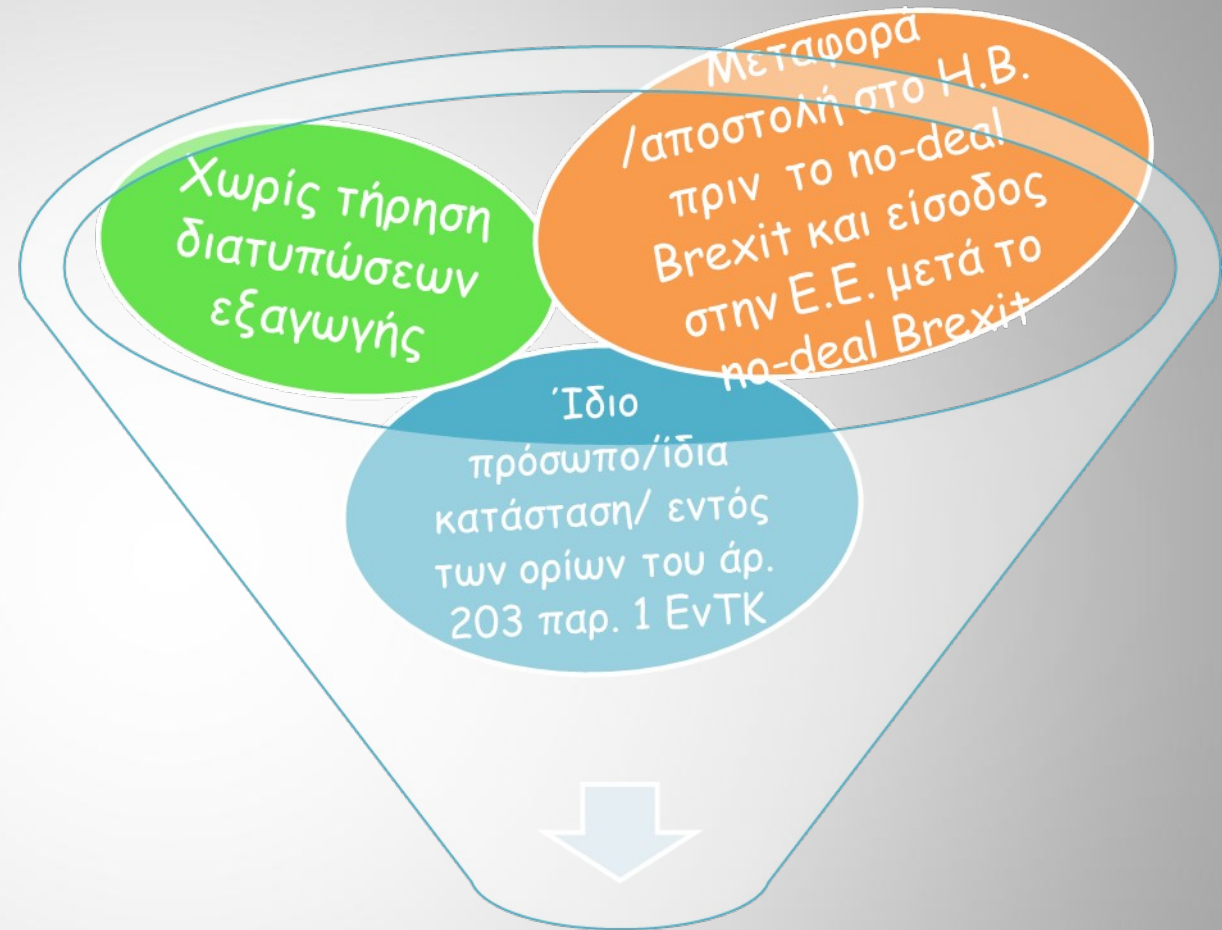 Χωρίς τήρηση
διατυπώσεων
εξαγωγής
Μεταφορά
/αποστολή στο Η.Β.
πριν το no-deal
Brexit και είσοδος
στην Ε.Ε. μετά το
no-deal Brexit
Ίδιο
πρόσωπο/ίδια
κατάσταση/ εντός
των ορίων του άρ.
203 παρ. 1 ΕνΤΚ